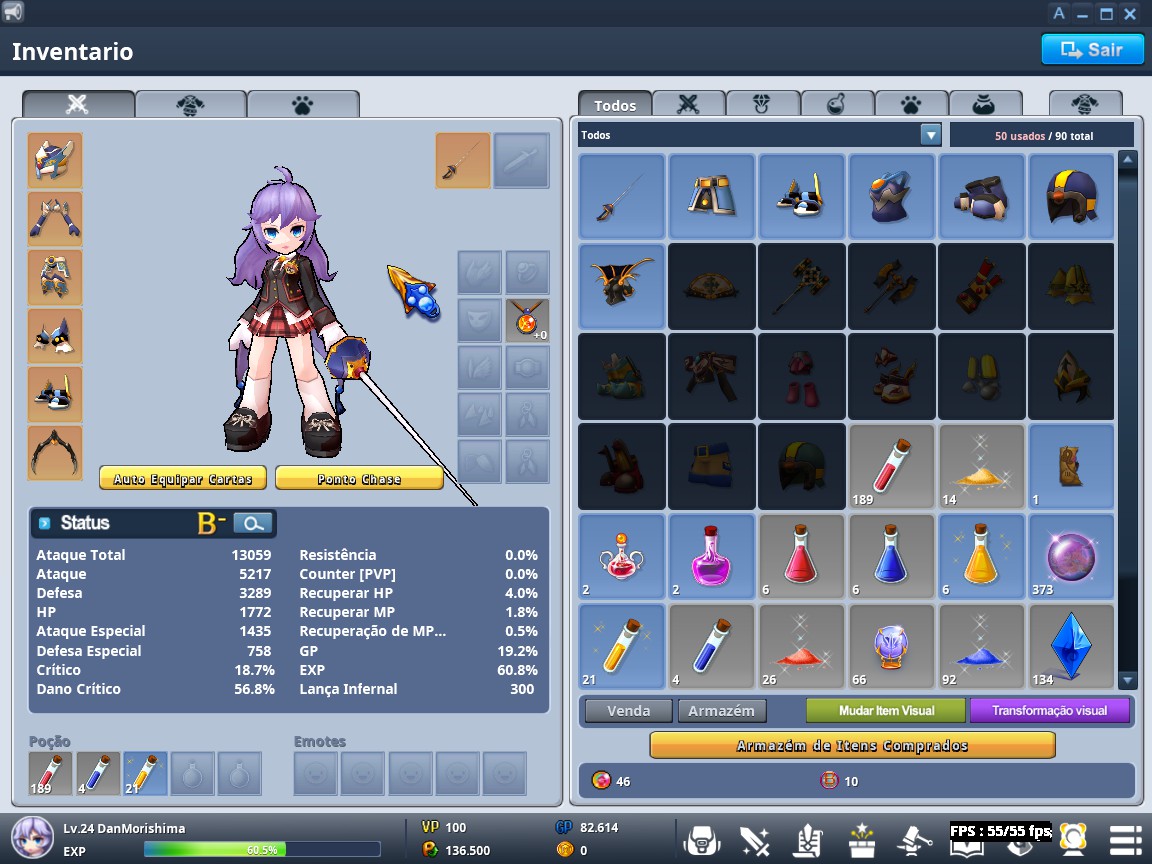 A
Inventario
Sair
Todos
Todos
50 usados / 90 total
+0
Auto Equipar Cartas
Ponto Chase
189
14
1
Status B-
Ataque Total 13059 Resistência 0.0%
Ataque 5217 Counter [PVP] 0.0%
Defesa 3289 Recuperar HP 4.0%
HP 1772 Recuperar MP 1.8%
Ataque Especial 1435 Recuperação de MP... 0.5%
Defesa Especial 758 GP 19.2%
Crítico 18.7% EXP 60.8%
Dano Crítico 56.8% Lança Infernal 300
2
2
6
6
6
373
21
4
26
66
92
134
Venda
Armazém
Mudar Item Visual
Transformação visual
Armazém de Itens Comprados
Poção
Emotes
189
4
21
46
10
Lv.24 DanMorishima
EXP 60.5%
VP 100
GP 82.614
136.500
0
FPS : 55/55 fps